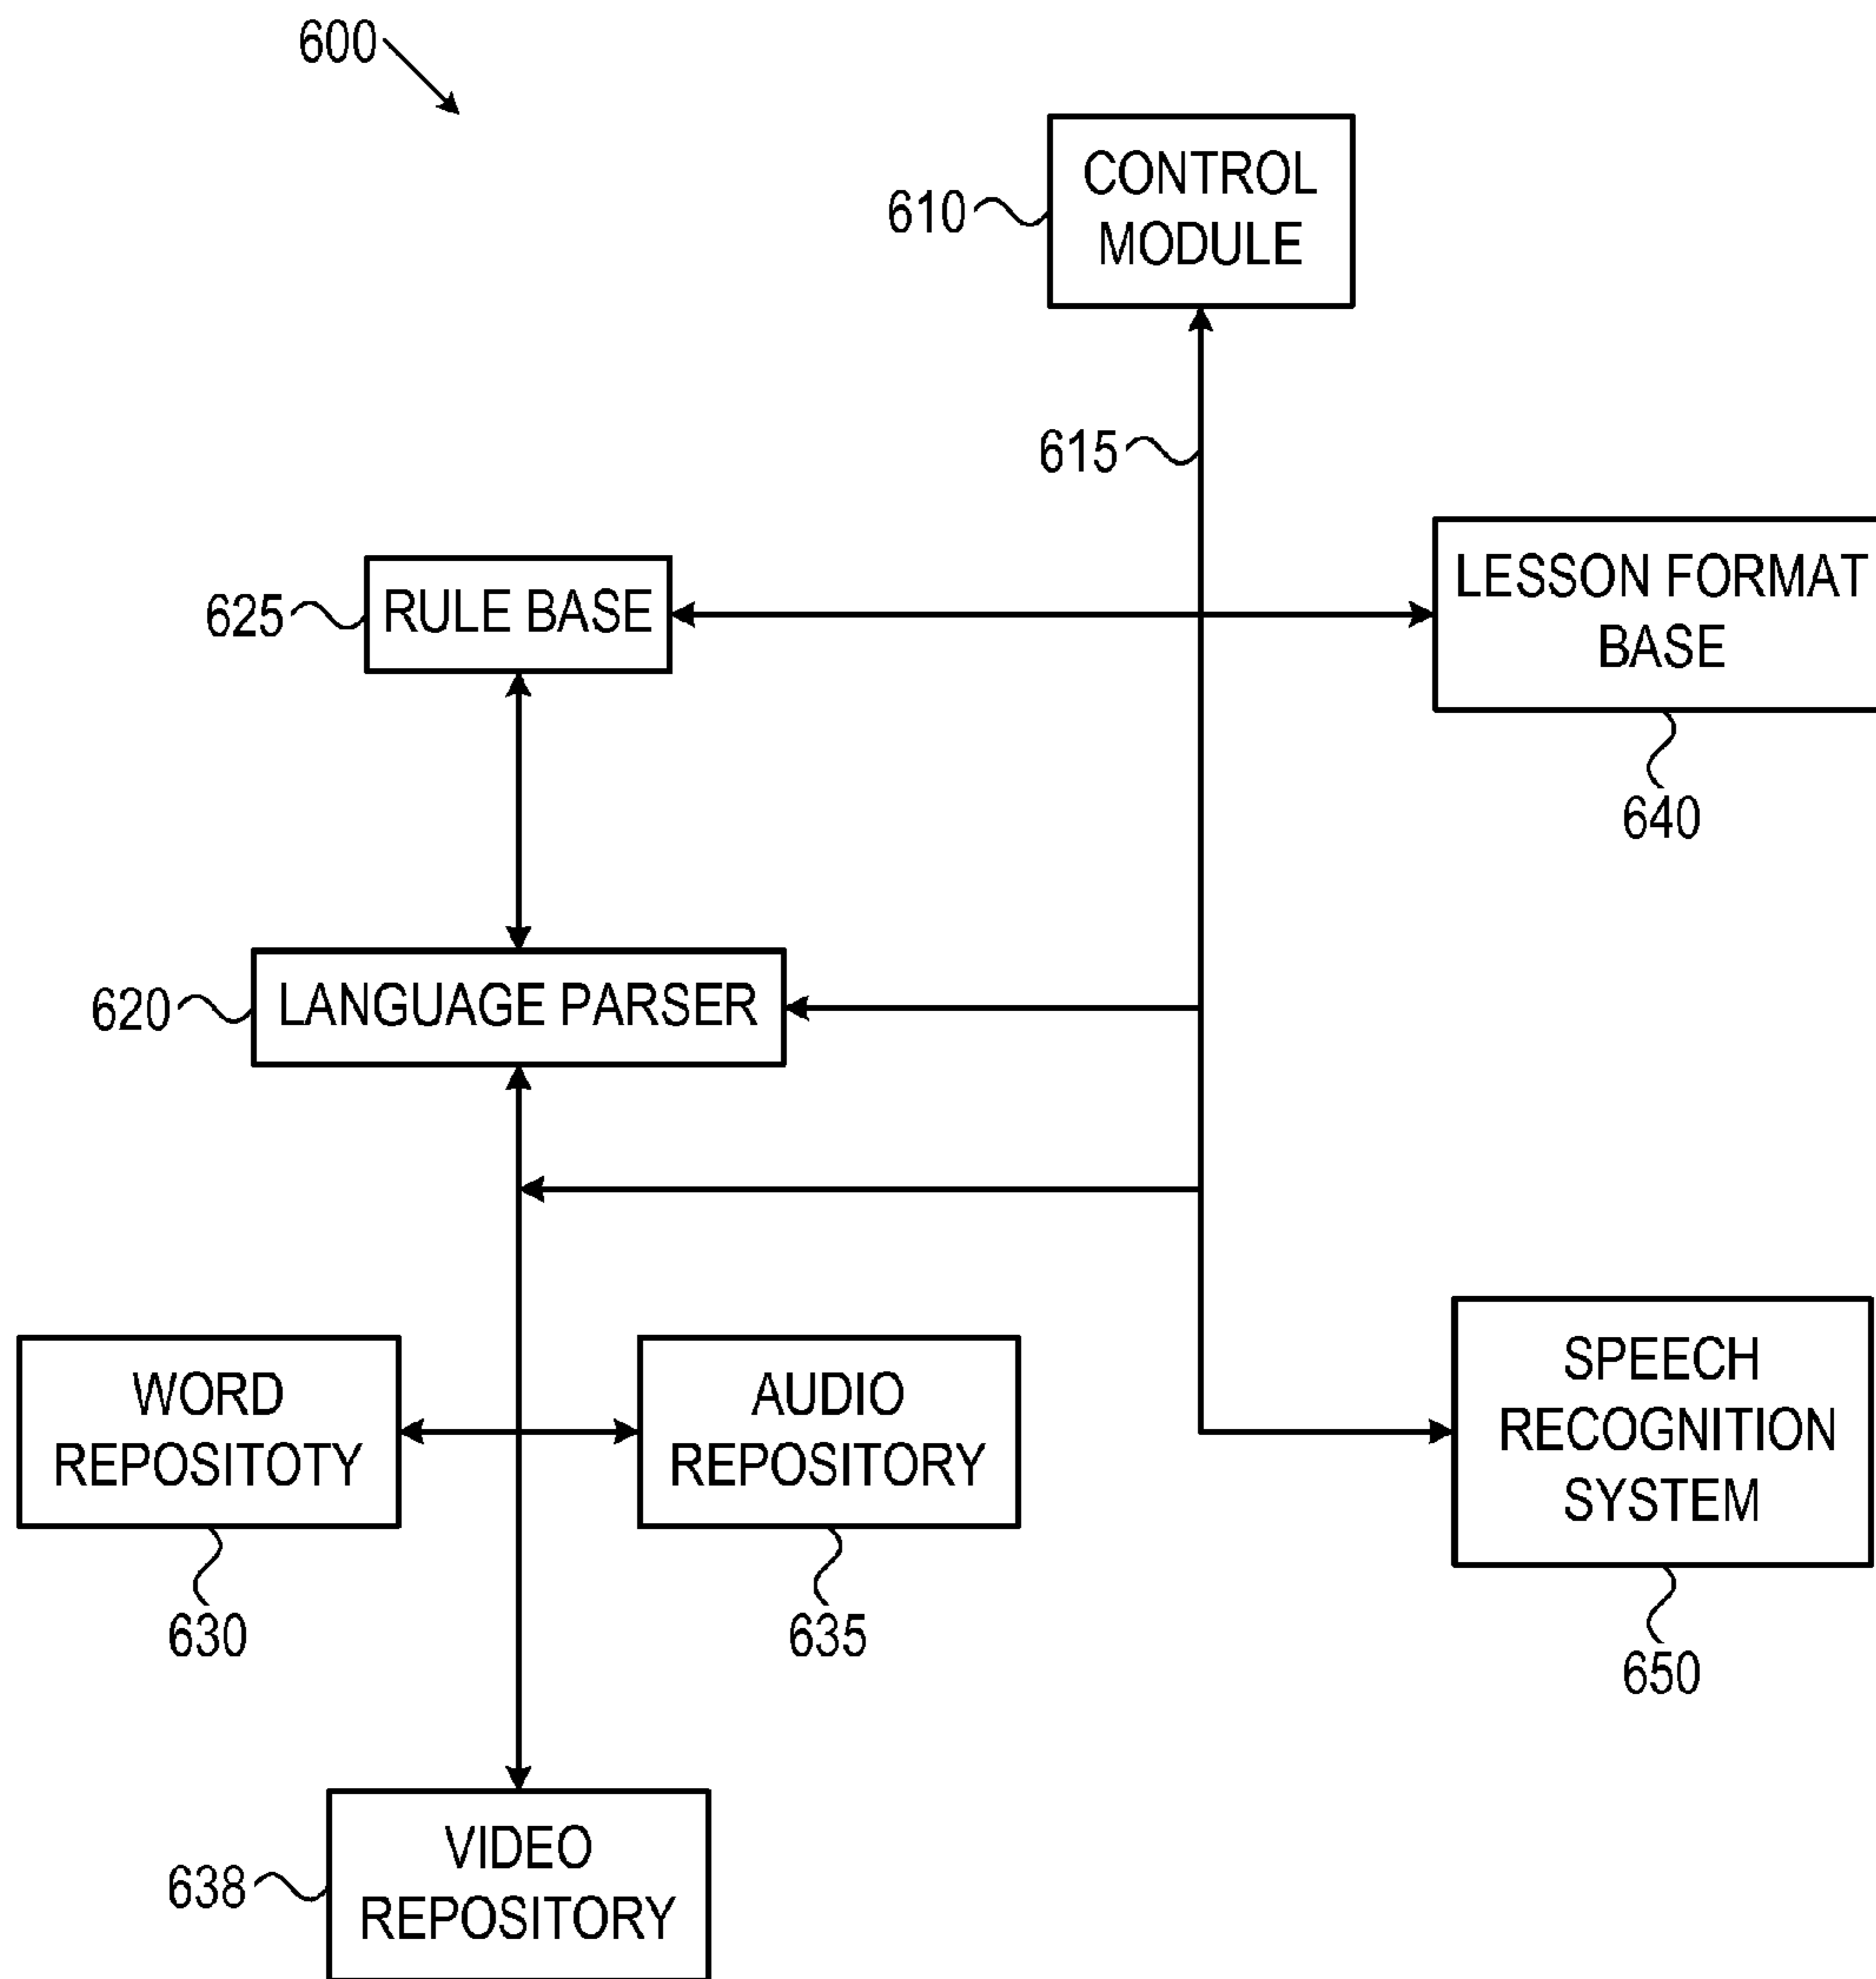 600
CONTROL
MODULE
610
615
LESSON FORMAT
BASE
RULE BASE
625
640
LANGUAGE PARSER
620
WORD
REPOSITOTY
AUDIO
REPOSITORY
SPEECH
RECOGNITION
SYSTEM
630
635
650
VIDEO
REPOSITORY
638